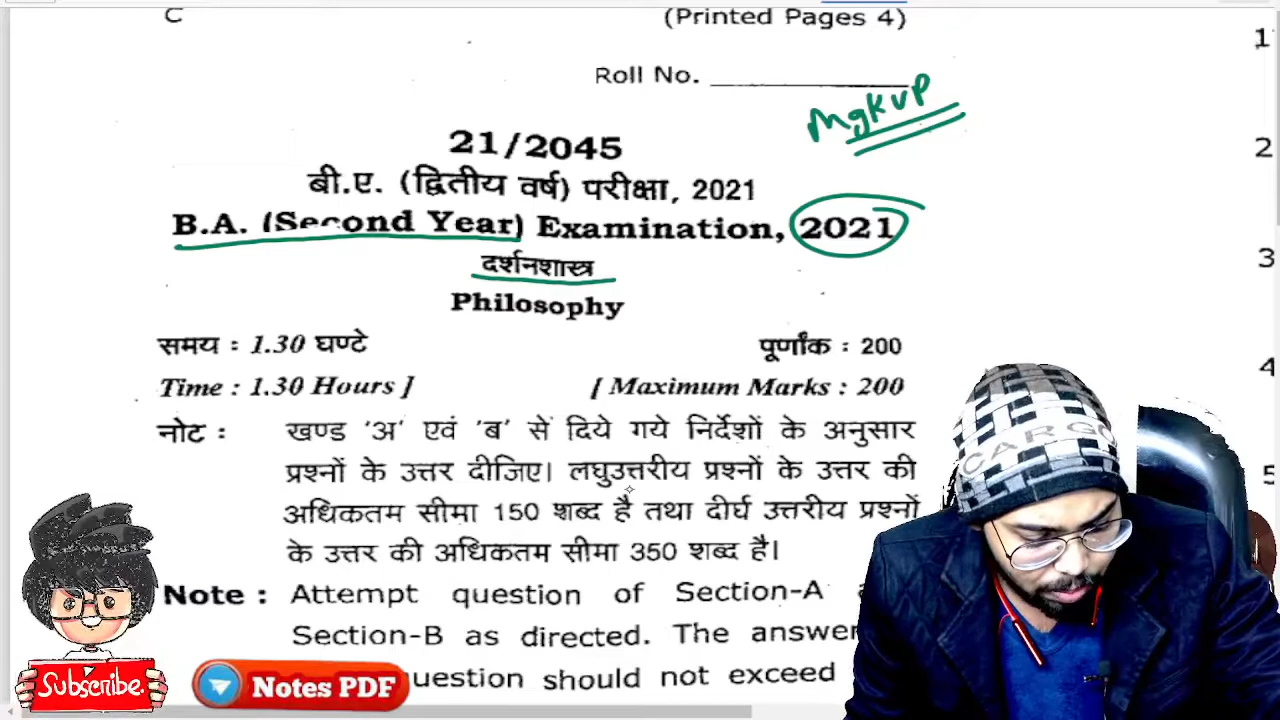 C
(Printed Pages 4)
1
Roll No.
MgKVP
21/2045
2
बी.ए. (द्वितीय वर्ष) परीक्षा, 2021
B.A. (Second Year) Examination, 2021
दर्शनशास्त्र
3
Philosophy
समय : 1.30 घण्टे
पूर्णांक : 200
4
Time : 1.30 Hours ]
[ Maximum Marks : 200
नोट : खण्ड 'अ' एवं 'ब' से दिये गये निर्देशों के अनुसार
प्रश्नों के उत्तर दीजिए। लघुउत्तरीय प्रश्नों के उत्तर की
5
अधिकतम सीमा 150 शब्द है तथा दीर्घ उत्तरीय प्रश्नों
के उत्तर की अधिकतम सीमा 350 शब्द है।
Note : Attempt question of Section-A
Section-B as directed. The answer
should not exceed
CARGO
Subscribe.
Notes PDF